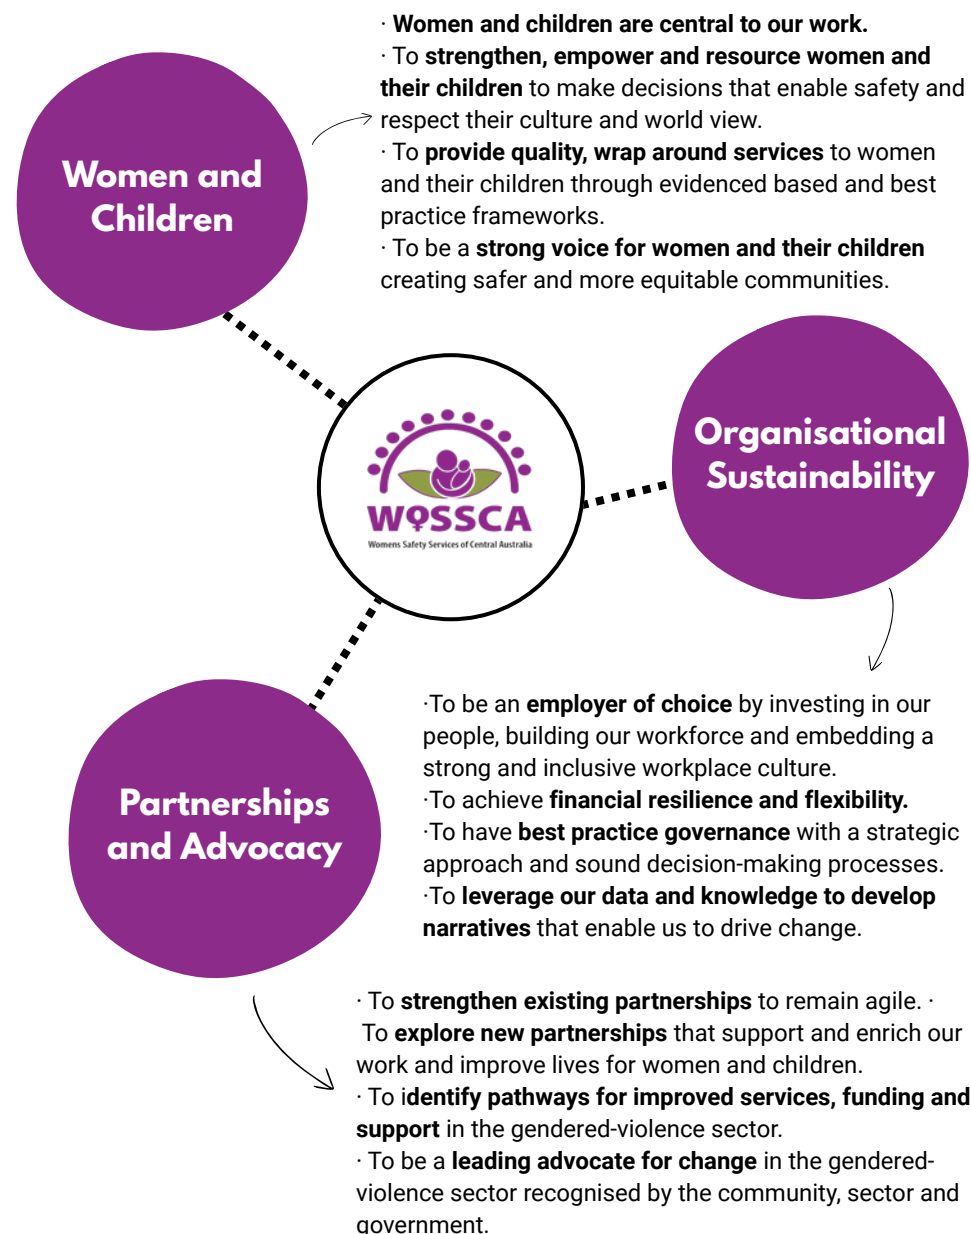 · Women and children are central to our work.
· To strengthen, empower and resource women and
their children to make decisions that enable safety and
respect their culture and world view.
· To provide quality, wrap around services to women
and their children through evidenced based and best
practice frameworks.
· To be a strong voice for women and their children
creating safer and more equitable communities.
Women and
Children
Organisational
Sustainability
WOSSCA
Womens Safety Services of Central Australia
·To be an employer of choice by investing in our
people, building our workforce and embedding a
strong and inclusive workplace culture.
·To achieve financial resilience and flexibility.
·To have best practice governance with a strategic
approach and sound decision-making processes.
·To leverage our data and knowledge to develop
narratives that enable us to drive change.
Partnerships
and Advocacy
· To strengthen existing partnerships to remain agile. ·
To explore new partnerships that support and enrich our
work and improve lives for women and children.
· To identify pathways for improved services, funding and
support in the gendered-violence sector.
· To be a leading advocate for change in the gendered-
violence sector recognised by the community, sector and
government.